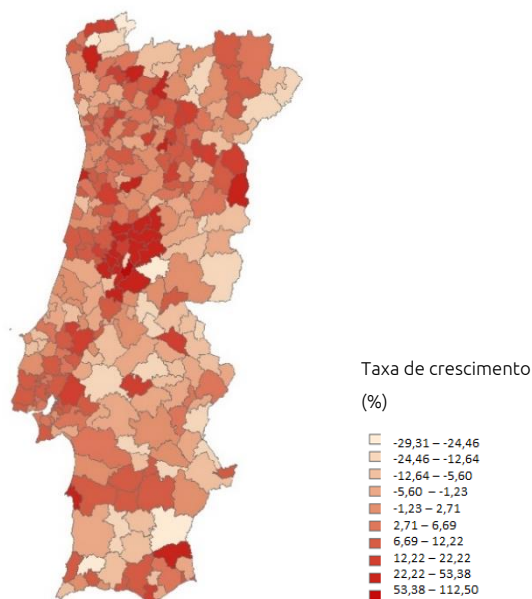 Taxa de crescimento
(%)
-29,31 – -24,46
-24,46 – -12,64
-12,64 – -5,60
-5,60 – -1,23
-1,23 – 2,71
2,71 – 6,69
6,69 – 12,22
12,22 – 22,22
22,22 – 53,38
53,38 – 112,50